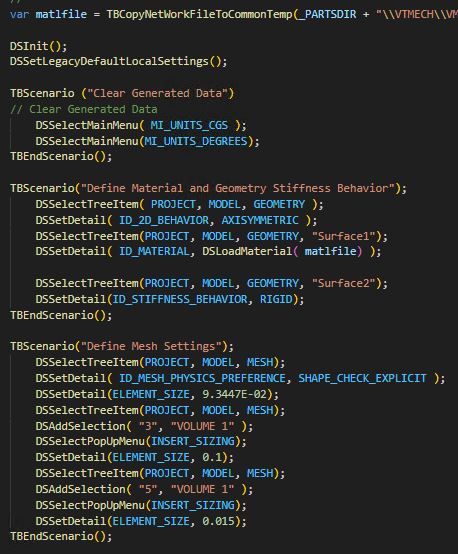 //
var matlfile = TBCopyNetWorkFileToCommonTemp(_PARTSDIR + "\\VTMECH\\VM
DSInit();
DSSetLegacyDefaultLocalSettings();
TBScenario ("Clear Generated Data")
// Clear Generated Data
DSSelectMainMenu( MI_UNITS_CGS );
DSSelectMainMenu(MI_UNITS_DEGREES);
TBEndScenario();
TBScenario("Define Material and Geometry Stiffness Behavior");
DSSelectTreeItem( PROJECT, MODEL, GEOMETRY );
DSSetDetail( ID_2D_BEHAVIOR, AXISYMMETRIC );
DSSelectTreeItem(PROJECT, MODEL, GEOMETRY, "Surface1");
DSSetDetail( ID_MATERIAL, DSLoadMaterial( matlfile) );
DSSelectTreeItem(PROJECT, MODEL, GEOMETRY, "Surface2");
DSSetDetail(ID_STIFFNESS_BEHAVIOR, RIGID);
TBEndScenario();
TBScenario("Define Mesh Settings");
DSSelectTreeItem(PROJECT, MODEL, MESH);
DSSetDetail( ID_MESH_PHYSICS_PREFERENCE, SHAPE_CHECK_EXPLICIT );
DSSetDetail(ELEMENT_SIZE, 9.3447E-02);
DSSelectTreeItem(PROJECT, MODEL, MESH);
DSAddSelection( "3", "VOLUME 1" );
DSSelectPopUpMenu(INSERT_SIZING);
DSSetDetail(ELEMENT_SIZE, 0.1);
DSSelectTreeItem(PROJECT, MODEL, MESH);
DSAddSelection( "5", "VOLUME 1" );
DSSelectPopUpMenu(INSERT_SIZING);
DSSetDetail(ELEMENT_SIZE, 0.015);
TBEndScenario();